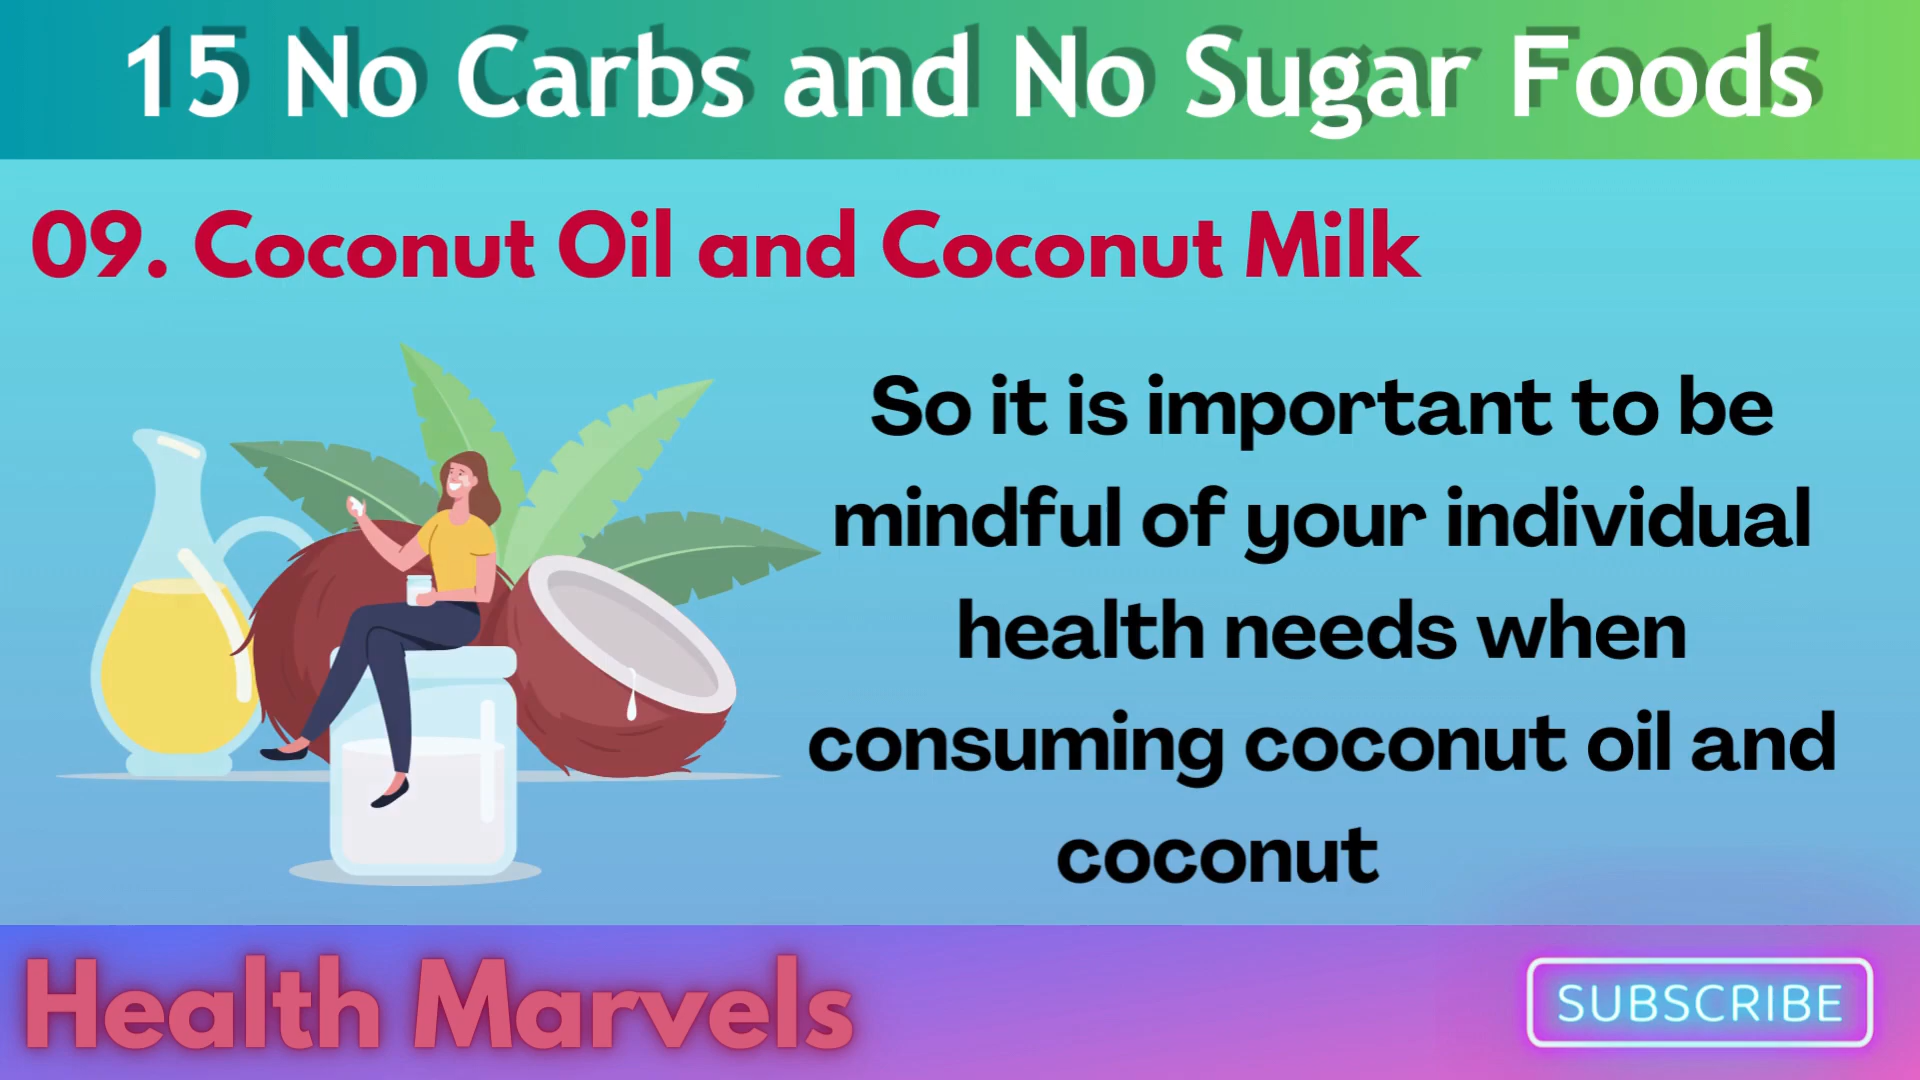 15 No Carbs and No Sugar Foods
09. Coconut Oil and Coconut Milk
So it is important to be
mindful of your individual
health needs when
consuming coconut oil and
coconut
Health Marvels
SUBSCRIBE